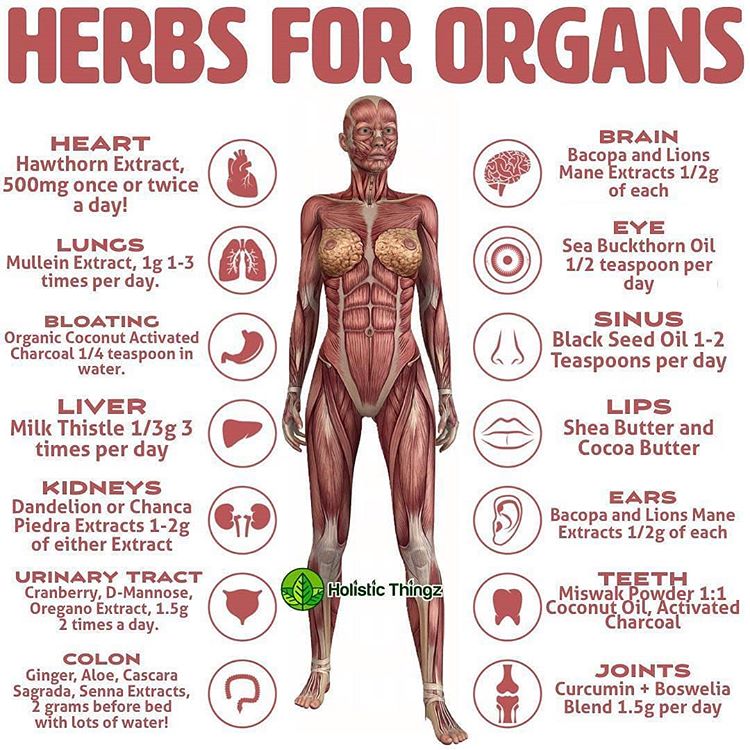 HERBS FOR ORGANS
HEART
Hawthorn Extract,
500mg once or twice
a day!
LUNGS
Mullein Extract, 1g 1-3
times per day.
BLOATING
Organic Coconut Activated
Charcoal 1/4 teaspoon in
water.
LIVER
Milk Thistle 1/3g 3
times per day
KIDNEYS
Dandelion or Chanca
Piedra Extracts 1-2g
of either Extract
URINARY TRACT
Cranberry, D-Mannose,
Oregano Extract, 1.5g
2 times a day.
COLON
Ginger, Aloe, Cascara
Sagrada, Senna Extracts,
2 grams before bed
with lots of water!
Holistic Thingz
BRAIN
Bacopa and Lions
Mane Extracts 1/2g
of each
EYE
Sea Buckthorn Oil
1/2 teaspoon per
day
SINUS
Black Seed Oil 1-2
Teaspoons per day
LIPS
Shea Butter and
Cocoa Butter
EARS
Bacopa and Lions Mane
Extracts 1/2g of each
TEETH
Miswak Powder 1:1
Coconut Oil, Activated
Charcoal
JOINTS
Curcumin + Boswelia
Blend 1.5g per day